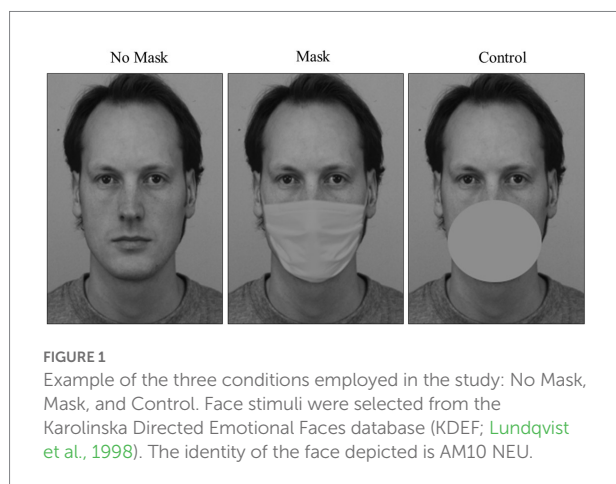 No Mask Mask Control
FIGURE 1
Example of the three conditions employed in the study: No Mask,
Mask, and Control. Face stimuli were selected from the
Karolinska Directed Emotional Faces database (KDEF; Lundqvist
et al., 1998). The identity of the face depicted is AM10 NEU.